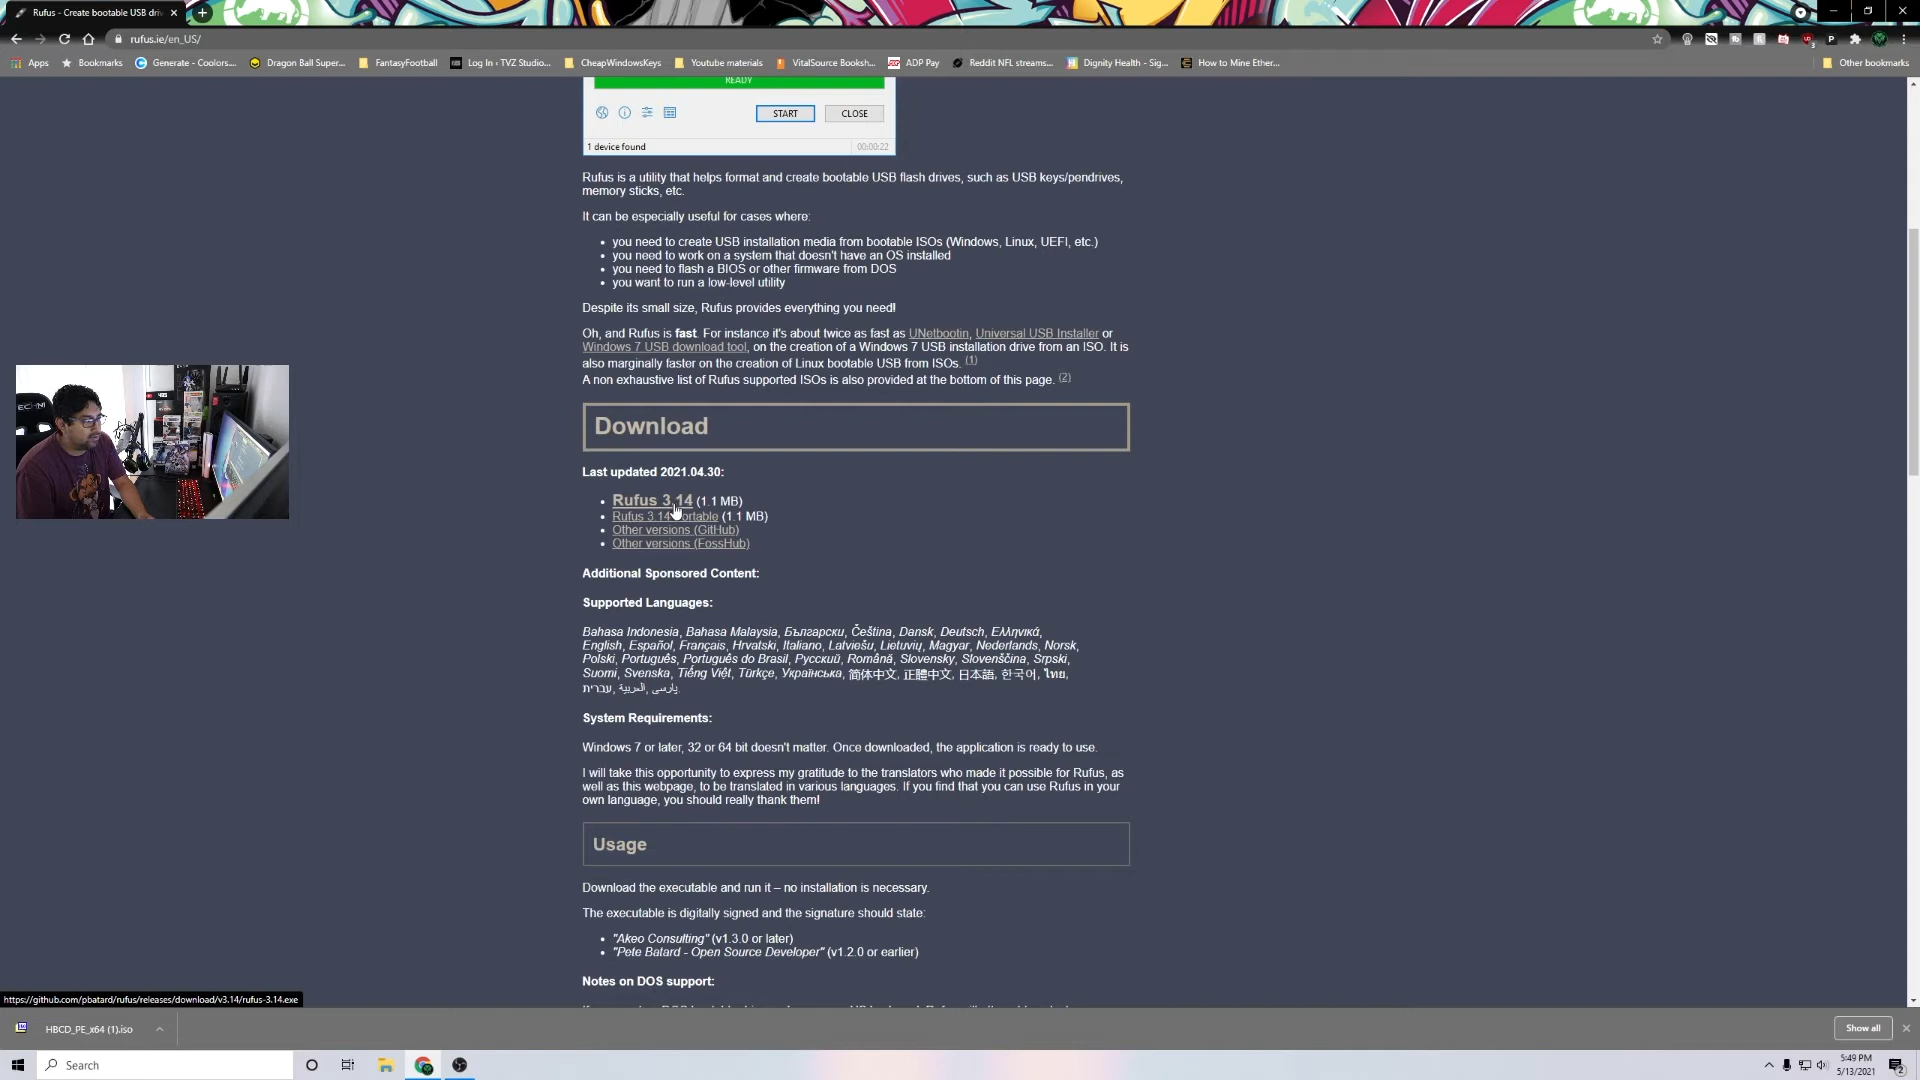 Rufus - Create bootable USB driv
rufus.ie/en_US/
Apps
Bookmarks
Generate - Coolors....
Dragon Ball Super...
FantasyFootball
Log In ‹ TVZ Studio...
CheapWindowsKeys
Youtube materials
VitalSource Booksh...
ADP Pay
Reddit NFL streams...
Dignity Health - Sig...
How to Mine Ether...
Other bookmarks
READY
START
CLOSE
1 device found
00:00:22
Rufus is a utility that helps format and create bootable USB flash drives, such as USB keys/pendrives,
memory sticks, etc.
It can be especially useful for cases where:
you need to create USB installation media from bootable ISOs (Windows, Linux, UEFI, etc.)
you need to work on a system that doesn't have an OS installed
you need to flash a BIOS or other firmware from DOS
you want to run a low-level utility
Despite its small size, Rufus provides everything you need!
Oh, and Rufus is fast. For instance it's about twice as fast as UNetbootin, Universal USB Installer or
Windows 7 USB download tool, on the creation of a Windows 7 USB installation drive from an ISO. It is
also marginally faster on the creation of Linux bootable USB from ISOs. (1)
A non exhaustive list of Rufus supported ISOs is also provided at the bottom of this page. (2)
Download
Last updated 2021.04.30:
Rufus 3.14 (1.1 MB)
Rufus 3.14 Portable (1.1 MB)
Other versions (GitHub)
Other versions (FossHub)
Additional Sponsored Content:
Supported Languages:
Bahasa Indonesia, Bahasa Malaysia, Български, Čeština, Dansk, Deutsch, Ελληνικά,
English, Español, Français, Hrvatski, Italiano, Latviešu, Lietuvių, Magyar, Nederlands, Norsk,
Polski, Português, Português do Brasil, Русский, Română, Slovensky, Slovenščina, Srpski,
Suomi, Svenska, Tiếng Việt, Türkçe, Українська, 简体中文, 正體中文, 日本語, 한국어, ไทย,
עברית, العربية, پارسی.
System Requirements:
Windows 7 or later, 32 or 64 bit doesn't matter. Once downloaded, the application is ready to use.
I will take this opportunity to express my gratitude to the translators who made it possible for Rufus, as
well as this webpage, to be translated in various languages. If you find that you can use Rufus in your
own language, you should really thank them!
Usage
Download the executable and run it – no installation is necessary.
The executable is digitally signed and the signature should state:
"Akeo Consulting" (v1.3.0 or later)
"Pete Batard - Open Source Developer" (v1.2.0 or earlier)
Notes on DOS support:
https://github.com/pbatard/rufus/releases/download/v3.14/rufus-3.14.exe
HBCD_PE_x64 (1).iso
Show all
Search
5:49 PM
5/13/2021